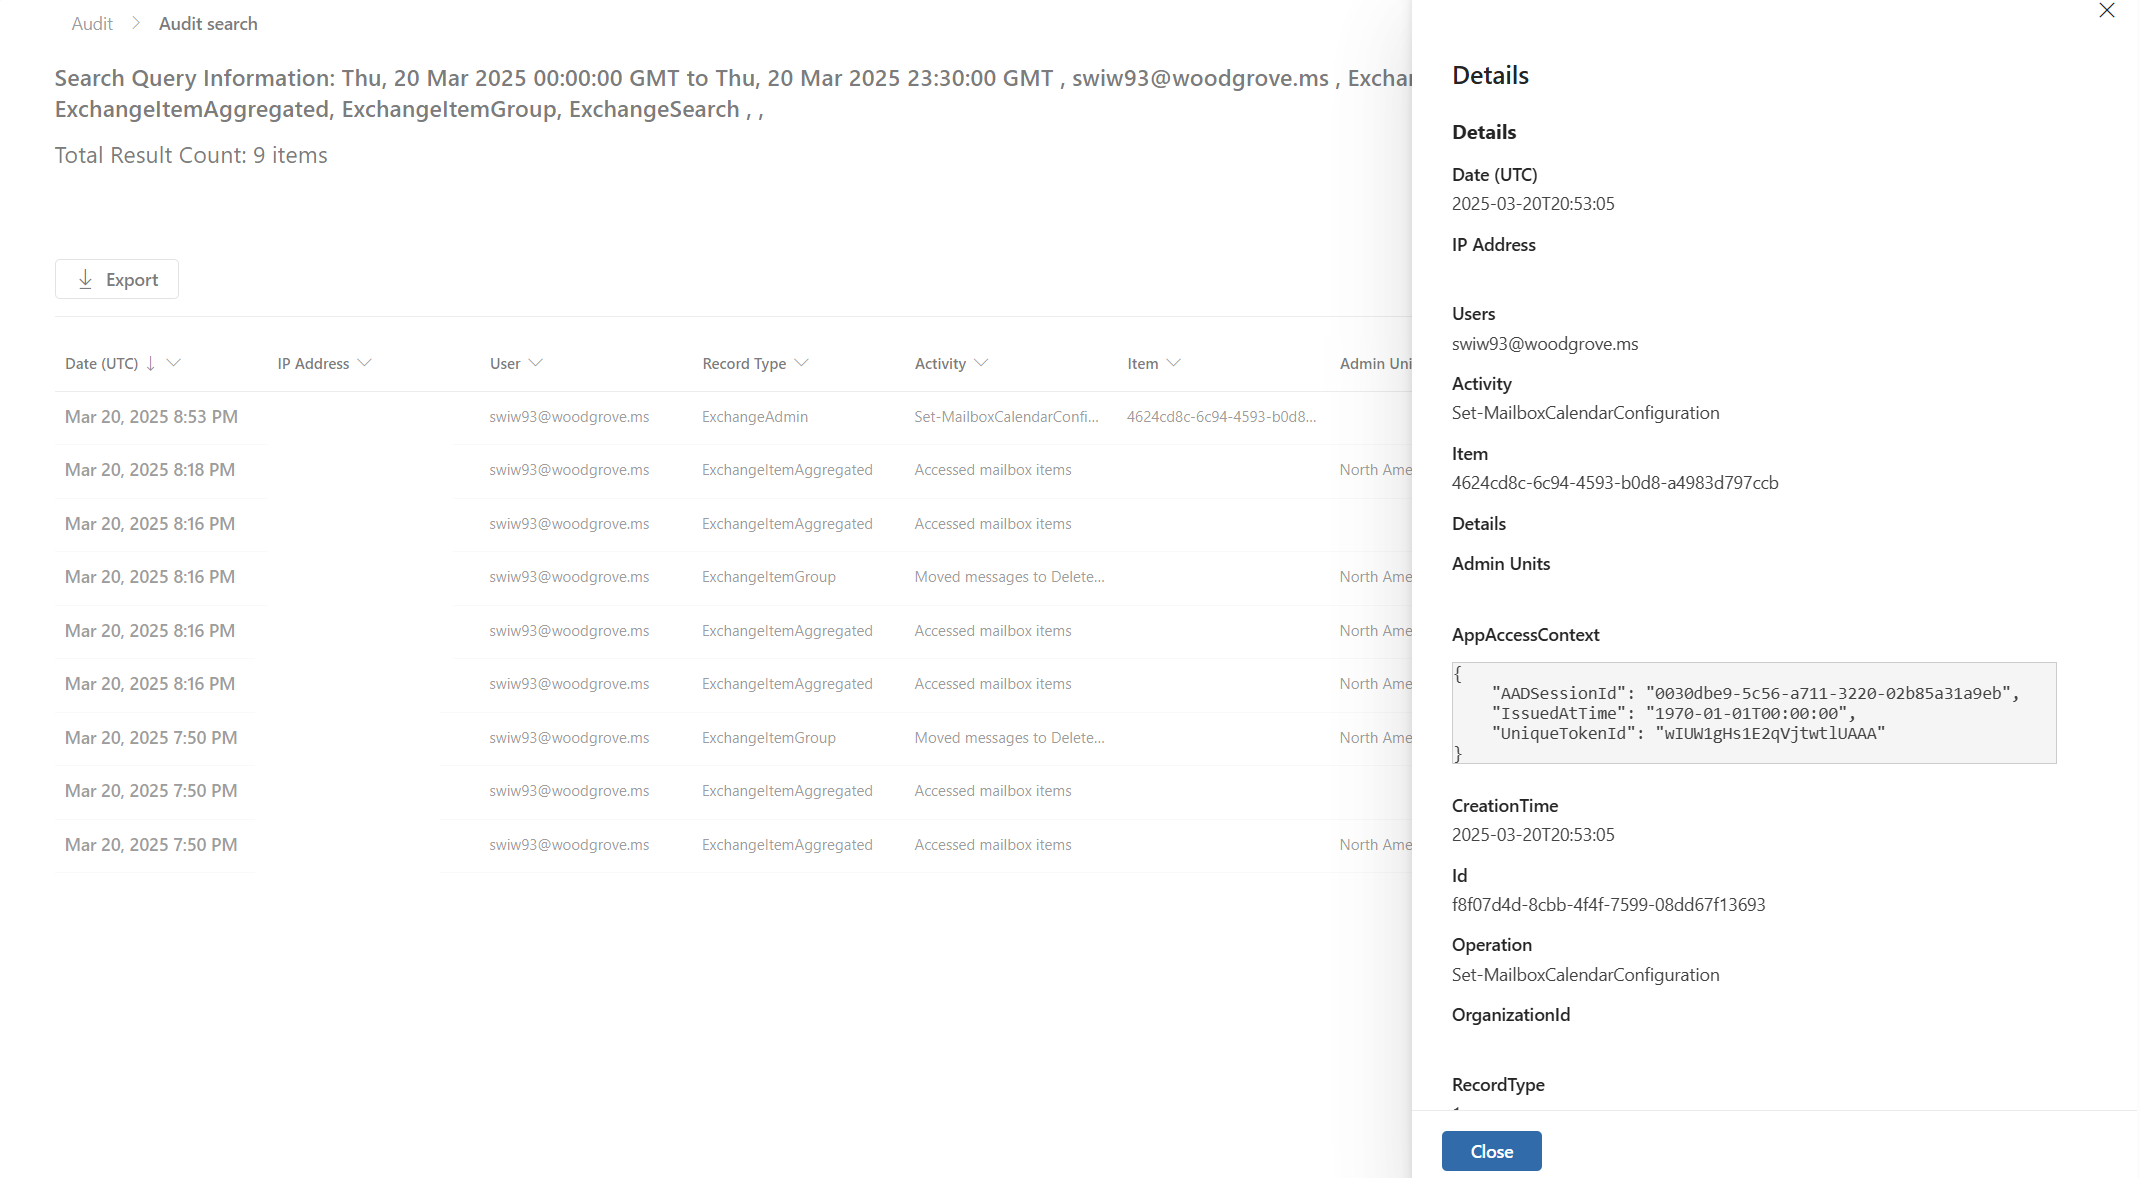 Audit > Audit search
Search Query Information: Thu, 20 Mar 2025 00:00:00 GMT to Thu, 20 Mar 2025 23:30:00 GMT , swiw93@woodgrove.ms ,
ExchangeItemAggregated, ExchangeItemGroup, ExchangeSearch , ,
Total Result Count: 9 items
Export
Date (UTC) IP Address User Record Type Activity Item Admin Uni
Mar 20, 2025 8:53 PM swiw93@woodgrove.ms ExchangeAdmin Set-MailboxCalendarConfi... 4624cd8c-6c94-4593-b0d8...
Mar 20, 2025 8:18 PM swiw93@woodgrove.ms ExchangeItemAggregated Accessed mailbox items North Ame
Mar 20, 2025 8:16 PM swiw93@woodgrove.ms ExchangeItemAggregated Accessed mailbox items
Mar 20, 2025 8:16 PM swiw93@woodgrove.ms ExchangeItemGroup Moved messages to Delete... North Ame
Mar 20, 2025 8:16 PM swiw93@woodgrove.ms ExchangeItemAggregated Accessed mailbox items North Ame
Mar 20, 2025 8:16 PM swiw93@woodgrove.ms ExchangeItemAggregated Accessed mailbox items North Ame
Mar 20, 2025 7:50 PM swiw93@woodgrove.ms ExchangeItemGroup Moved messages to Delete... North Ame
Mar 20, 2025 7:50 PM swiw93@woodgrove.ms ExchangeItemAggregated Accessed mailbox items
Mar 20, 2025 7:50 PM swiw93@woodgrove.ms ExchangeItemAggregated Accessed mailbox items North Ame
Details
Details
Date (UTC)
2025-03-20T20:53:05
IP Address
Users
swiw93@woodgrove.ms
Activity
Set-MailboxCalendarConfiguration
Item
4624cd8c-6c94-4593-b0d8-a4983d797ccb
Details
Admin Units
AppAccessContext
{
"AADSessionId": "0030dbe9-5c56-a711-3220-02b85a31a9eb",
"IssuedAtTime": "1970-01-01T00:00:00",
"UniqueTokenId": "wIUW1gHs1E2qVjtwtlUAAA"
}
CreationTime
2025-03-20T20:53:05
Id
f8f07d4d-8cbb-4f4f-7599-08dd67f13693
Operation
Set-MailboxCalendarConfiguration
OrganizationId
RecordType
Close